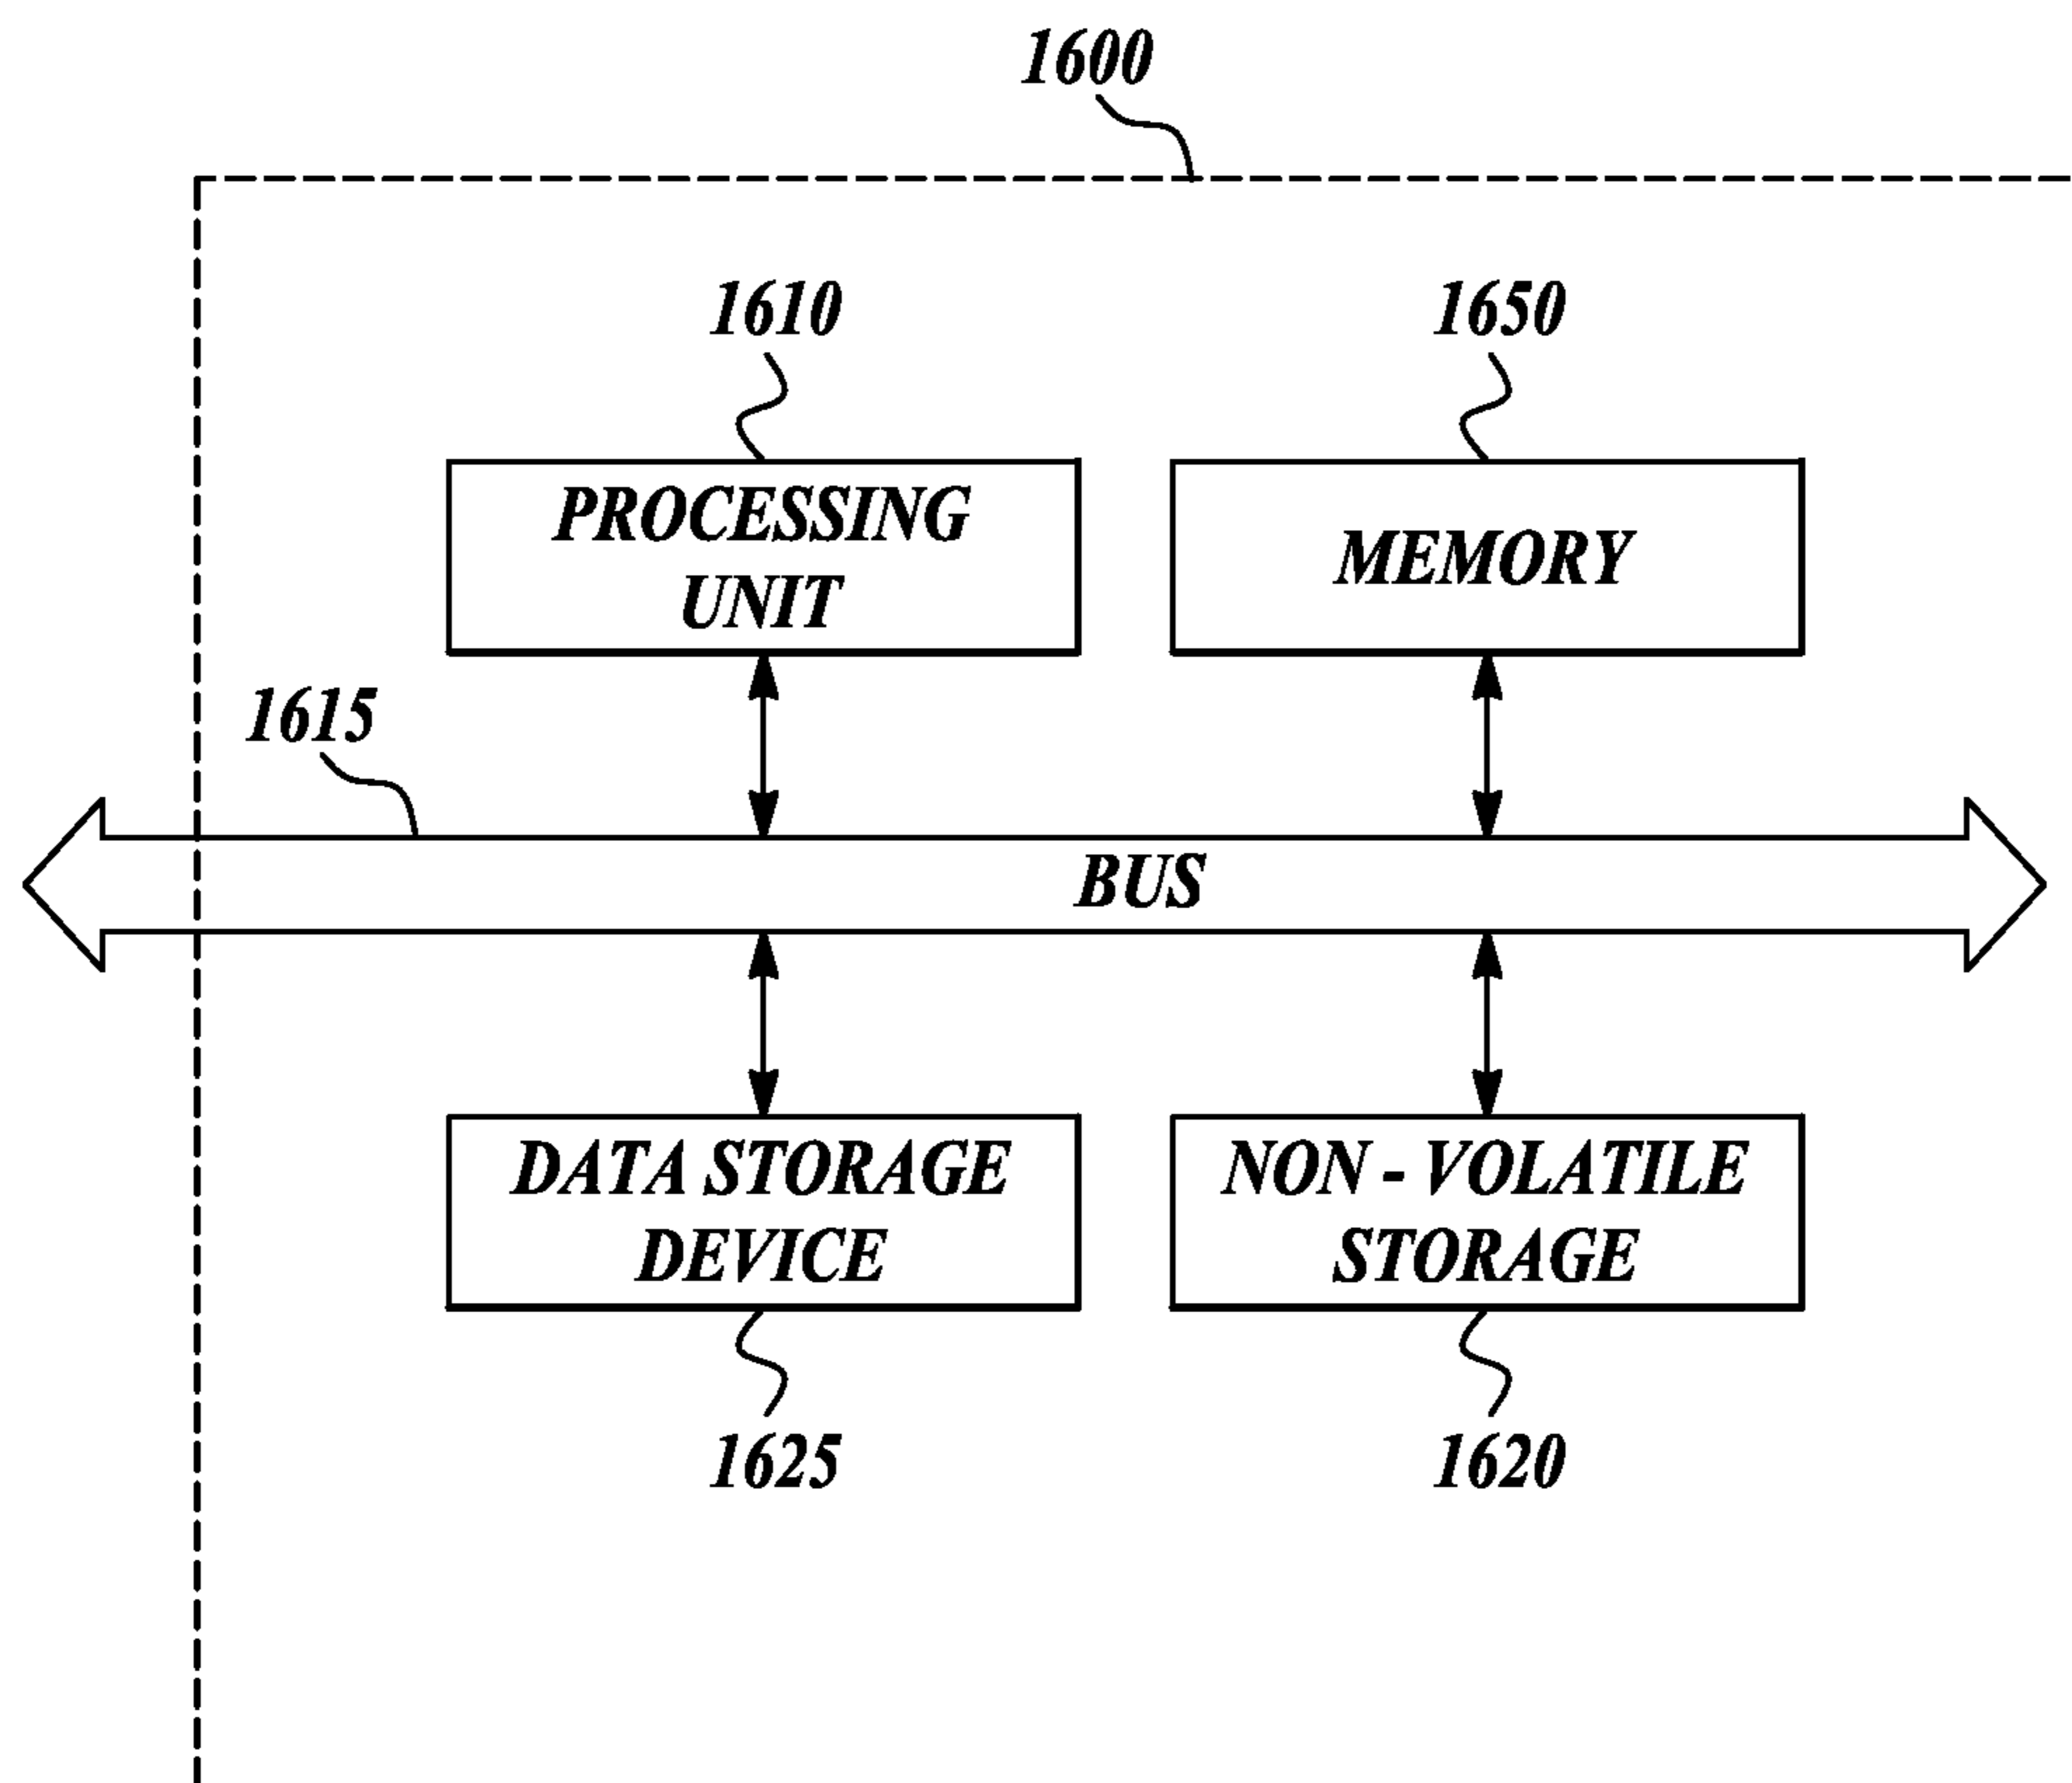 1600
1610
1650
PROCESSING
UNIT
MEMORY
1615
BUS
DATA STORAGE
DEVICE
NON - VOLATILE
STORAGE
1625
1620